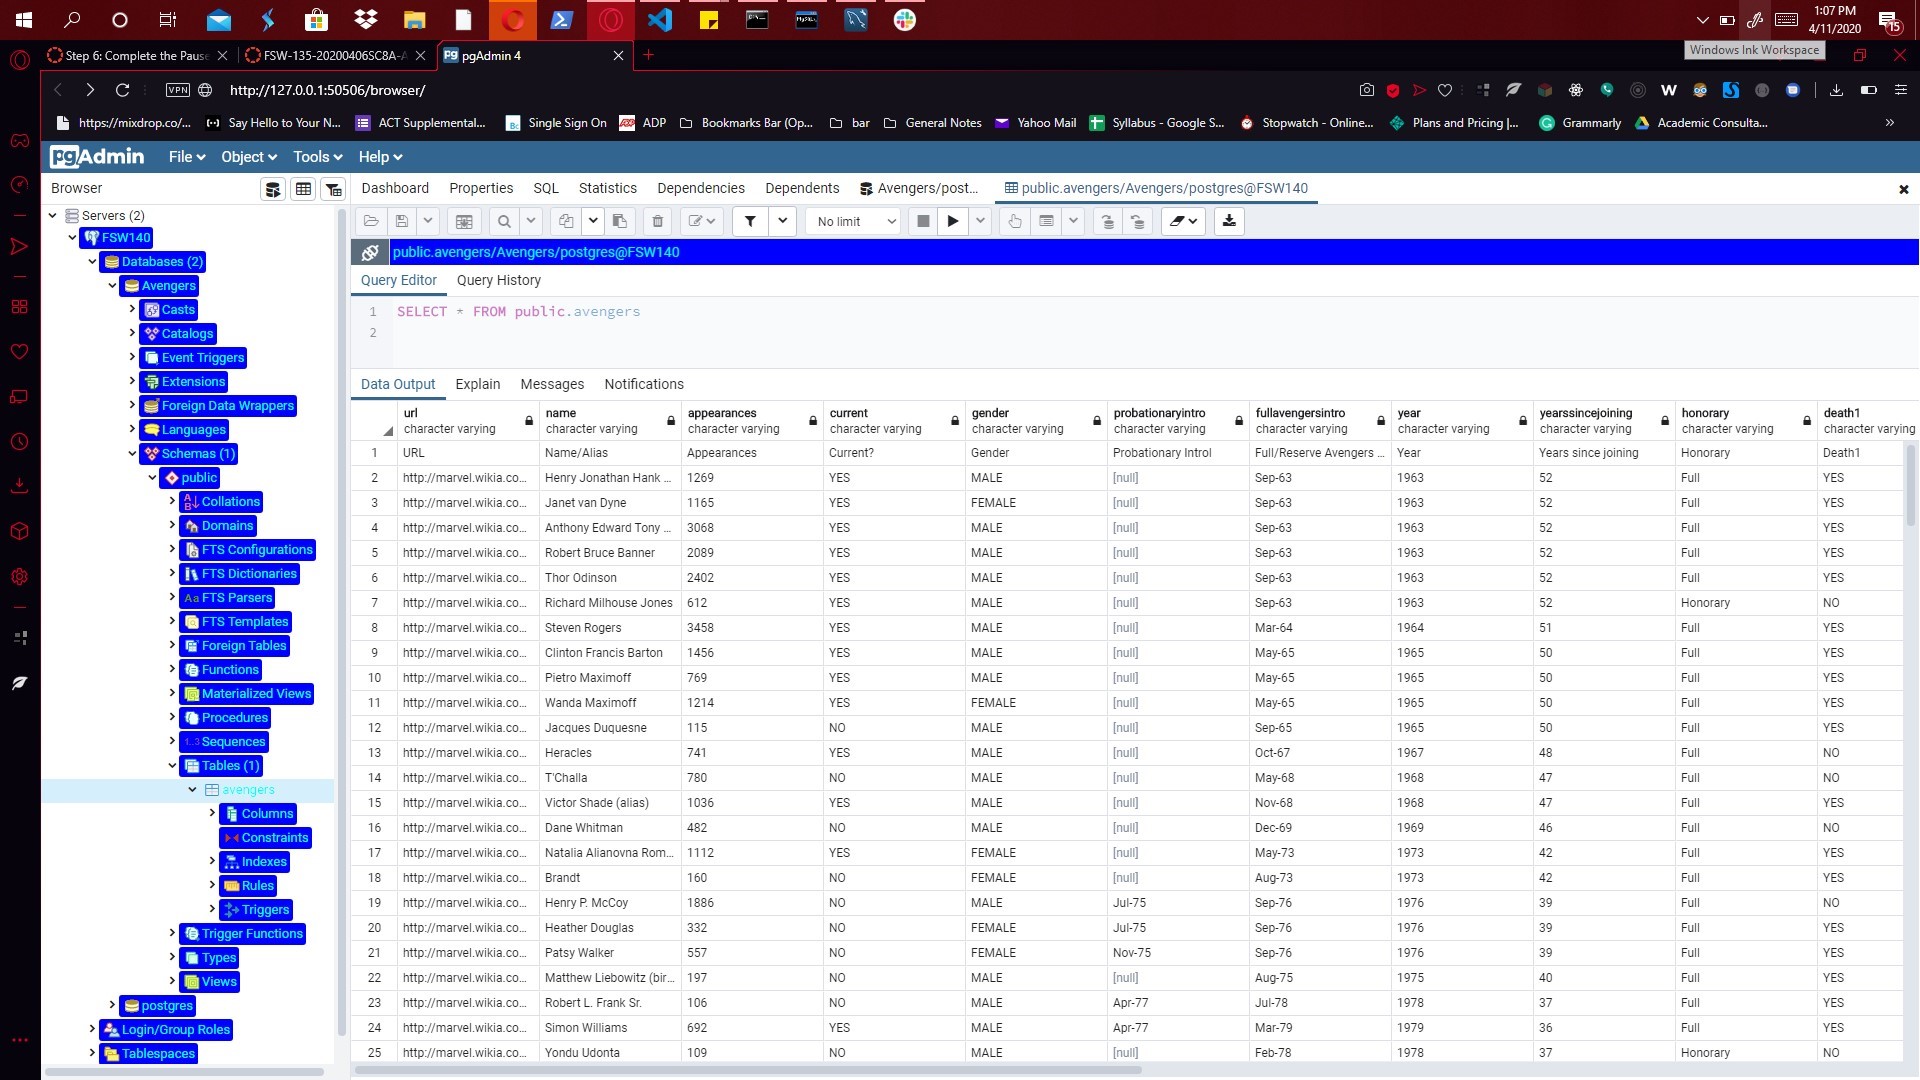 1:07 PM
4/11/2020
15
Windows Ink Workspace
Step 6: Complete the Pause
FSW-135-20200406SC8A-A
pgAdmin 4
VPN
http://127.0.0.1:50506/browser/
https://mixdrop.co/...
Say Hello to Your N...
ACT Supplemental...
Single Sign On
ADP
Bookmarks Bar (Op...
bar
General Notes
Yahoo Mail
Syllabus - Google S...
Stopwatch - Online...
Plans and Pricing |...
Grammarly
Academic Consulta...
pgAdmin File Object Tools Help
Browser
Dashboard Properties SQL Statistics Dependencies Dependents Avengers/post... public.avengers/Avengers/postgres@FSW140
No limit
public.avengers/Avengers/postgres@FSW140
Query Editor Query History
1 SELECT * FROM public.avengers
2
Servers (2)
FSW140
Databases (2)
Avengers
Casts
Catalogs
Event Triggers
Extensions
Foreign Data Wrappers
Languages
Schemas (1)
public
Collations
Domains
FTS Configurations
FTS Dictionaries
FTS Parsers
FTS Templates
Foreign Tables
Functions
Materialized Views
Procedures
Sequences
Tables (1)
avengers
Columns
Constraints
Indexes
Rules
Triggers
Trigger Functions
Types
Views
postgres
Login/Group Roles
Tablespaces
Data Output Explain Messages Notifications
url name appearances current gender probationaryintro fullavengersintro year yearssincejoining honorary death1
character varying character varying character varying character varying character varying character varying character varying character varying character varying character varying character varying
1 URL Name/Alias Appearances Current? Gender Probationary Introl Full/Reserve Avengers ... Year Years since joining Honorary Death1
2 http://marvel.wikia.co... Henry Jonathan Hank ... 1269 YES MALE [null] Sep-63 1963 52 Full YES
3 http://marvel.wikia.co... Janet van Dyne 1165 YES FEMALE [null] Sep-63 1963 52 Full YES
4 http://marvel.wikia.co... Anthony Edward Tony ... 3068 YES MALE [null] Sep-63 1963 52 Full YES
5 http://marvel.wikia.co... Robert Bruce Banner 2089 YES MALE [null] Sep-63 1963 52 Full YES
6 http://marvel.wikia.co... Thor Odinson 2402 YES MALE [null] Sep-63 1963 52 Full YES
7 http://marvel.wikia.co... Richard Milhouse Jones 612 YES MALE [null] Sep-63 1963 52 Honorary NO
8 http://marvel.wikia.co... Steven Rogers 3458 YES MALE [null] Mar-64 1964 51 Full YES
9 http://marvel.wikia.co... Clinton Francis Barton 1456 YES MALE [null] May-65 1965 50 Full YES
10 http://marvel.wikia.co... Pietro Maximoff 769 YES MALE [null] May-65 1965 50 Full YES
11 http://marvel.wikia.co... Wanda Maximoff 1214 YES FEMALE [null] May-65 1965 50 Full YES
12 http://marvel.wikia.co... Jacques Duquesne 115 NO MALE [null] Sep-65 1965 50 Full YES
13 http://marvel.wikia.co... Heracles 741 YES MALE [null] Oct-67 1967 48 Full NO
14 http://marvel.wikia.co... T'Challa 780 NO MALE [null] May-68 1968 47 Full NO
15 http://marvel.wikia.co... Victor Shade (alias) 1036 YES MALE [null] Nov-68 1968 47 Full YES
16 http://marvel.wikia.co... Dane Whitman 482 NO MALE [null] Dec-69 1969 46 Full NO
17 http://marvel.wikia.co... Natalia Alianovna Rom... 1112 YES FEMALE [null] May-73 1973 42 Full YES
18 http://marvel.wikia.co... Brandt 160 NO FEMALE [null] Aug-73 1973 42 Full YES
19 http://marvel.wikia.co... Henry P. McCoy 1886 NO MALE Jul-75 Sep-76 1976 39 Full NO
20 http://marvel.wikia.co... Heather Douglas 332 NO FEMALE Jul-75 Sep-76 1976 39 Full YES
21 http://marvel.wikia.co... Patsy Walker 557 NO FEMALE Nov-75 Sep-76 1976 39 Full YES
22 http://marvel.wikia.co... Matthew Liebowitz (bir... 197 NO MALE [null] Aug-75 1975 40 Full YES
23 http://marvel.wikia.co... Robert L. Frank Sr. 106 NO MALE Apr-77 Jul-78 1978 37 Full YES
24 http://marvel.wikia.co... Simon Williams 692 YES MALE Apr-77 Mar-79 1979 36 Full YES
25 http://marvel.wikia.co... Yondu Udonta 109 NO MALE [null] Feb-78 1978 37 Honorary NO